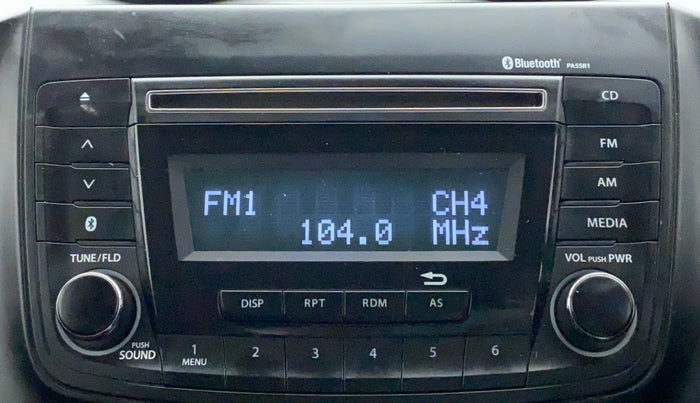 Bluetooth® PA55R1
CD
FM
AM
MEDIA
FM1 CH4
104.0 MHz
TUNE/FLD
VOL PUSH PWR
DISP RPT RDM AS
PUSH
SOUND
1 2 3 4 5 6
MENU